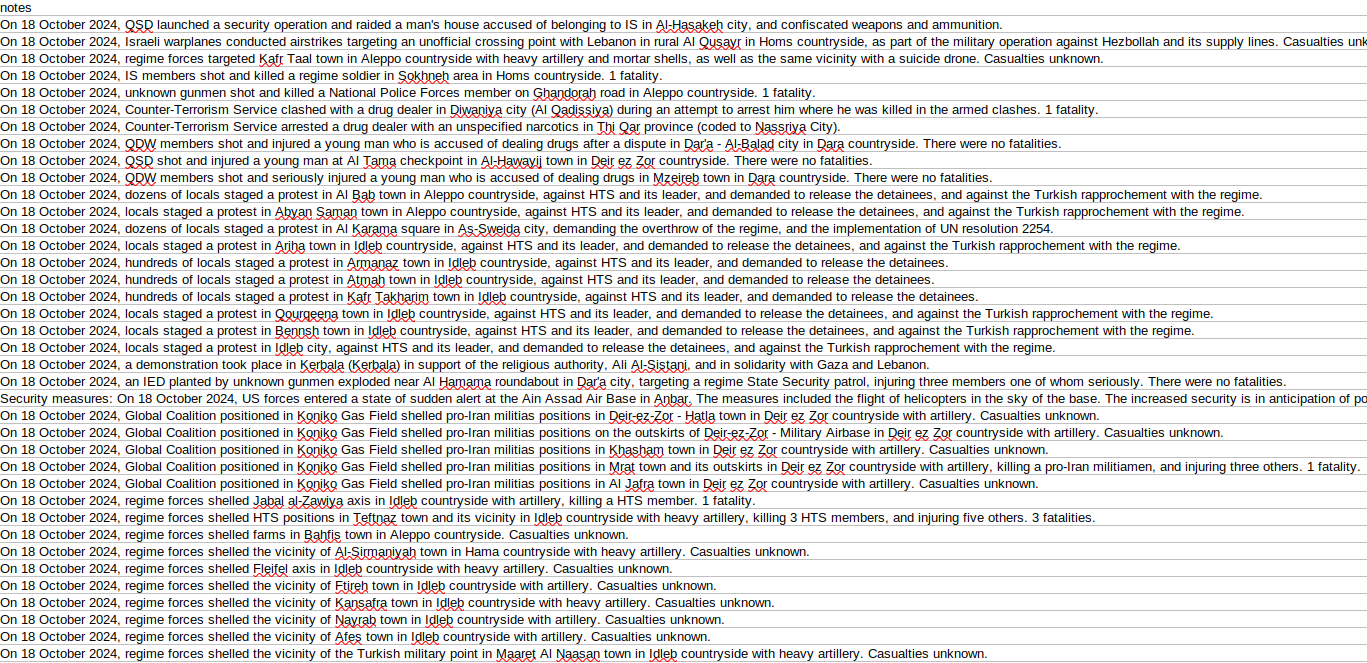 notes
On 18 October 2024, QSD launched a security operation and raided a man's house accused of belonging to IS in Al-Hasakeh city, and confiscated weapons and ammunition.
On 18 October 2024, Israeli warplanes conducted airstrikes targeting an unofficial crossing point with Lebanon in rural Al Qusayr in Homs countryside, as part of the military operation against Hezbollah and its supply lines. Casualties unk
On 18 October 2024, regime forces targeted Kafr Taal town in Aleppo countryside with heavy artillery and mortar shells, as well as the same vicinity with a suicide drone. Casualties unknown.
On 18 October 2024, IS members shot and killed a regime soldier in Sokhneh area in Homs countryside. 1 fatality.
On 18 October 2024, unknown gunmen shot and killed a National Police Forces member on Ghandorah road in Aleppo countryside. 1 fatality.
On 18 October 2024, Counter-Terrorism Service clashed with a drug dealer in Diwaniya city (Al Qadissiya) during an attempt to arrest him where he was killed in the armed clashes. 1 fatality.
On 18 October 2024, Counter-Terrorism Service arrested a drug dealer with an unspecified narcotics in Thi Qar province (coded to Nassriya City).
On 18 October 2024, QDW members shot and injured a young man who is accused of dealing drugs after a dispute in Dar'a - Al-Balad city in Dara countryside. There were no fatalities.
On 18 October 2024, QSD shot and injured a young man at Al Tama checkpoint in Al-Hawayij town in Deir ez Zor countryside. There were no fatalities.
On 18 October 2024, QDW members shot and seriously injured a young man who is accused of dealing drugs in Mzeireb town in Dara countryside. There were no fatalities.
On 18 October 2024, dozens of locals staged a protest in Al Bab town in Aleppo countryside, against HTS and its leader, and demanded to release the detainees, and against the Turkish rapprochement with the regime.
On 18 October 2024, locals staged a protest in Abyan Saman town in Aleppo countryside, against HTS and its leader, and demanded to release the detainees, and against the Turkish rapprochement with the regime.
On 18 October 2024, dozens of locals staged a protest in Al Karama square in As-Sweida city, demanding the overthrow of the regime, and the implementation of UN resolution 2254.
On 18 October 2024, locals staged a protest in Ariha town in Idleb countryside, against HTS and its leader, and demanded to release the detainees, and against the Turkish rapprochement with the regime.
On 18 October 2024, hundreds of locals staged a protest in Armanaz town in Idleb countryside, against HTS and its leader, and demanded to release the detainees.
On 18 October 2024, hundreds of locals staged a protest in Atmah town in Idleb countryside, against HTS and its leader, and demanded to release the detainees.
On 18 October 2024, hundreds of locals staged a protest in Kafr Takharim town in Idleb countryside, against HTS and its leader, and demanded to release the detainees.
On 18 October 2024, locals staged a protest in Qourqeena town in Idleb countryside, against HTS and its leader, and demanded to release the detainees, and against the Turkish rapprochement with the regime.
On 18 October 2024, locals staged a protest in Bennsh town in Idleb countryside, against HTS and its leader, and demanded to release the detainees, and against the Turkish rapprochement with the regime.
On 18 October 2024, locals staged a protest in Idleb city, against HTS and its leader, and demanded to release the detainees, and against the Turkish rapprochement with the regime.
On 18 October 2024, a demonstration took place in Kerbala (Kerbala) in support of the religious authority, Ali Al-Sistani, and in solidarity with Gaza and Lebanon.
On 18 October 2024, an IED planted by unknown gunmen exploded near Al Hamama roundabout in Dar'a city, targeting a regime State Security patrol, injuring three members one of whom seriously. There were no fatalities.
Security measures: On 18 October 2024, US forces entered a state of sudden alert at the Ain Assad Air Base in Anbar. The measures included the flight of helicopters in the sky of the base. The increased security is in anticipation of po
On 18 October 2024, Global Coalition positioned in Koniko Gas Field shelled pro-Iran militias positions in Deir-ez-Zor - Hatla town in Deir ez Zor countryside with artillery. Casualties unknown.
On 18 October 2024, Global Coalition positioned in Koniko Gas Field shelled pro-Iran militias positions on the outskirts of Deir-ez-Zor - Military Airbase in Deir ez Zor countryside with artillery. Casualties unknown.
On 18 October 2024, Global Coalition positioned in Koniko Gas Field shelled pro-Iran militias positions in Khasham town in Deir ez Zor countryside with artillery. Casualties unknown.
On 18 October 2024, Global Coalition positioned in Koniko Gas Field shelled pro-Iran militias positions in Mrat town and its outskirts in Deir ez Zor countryside with artillery, killing a pro-Iran militiamen, and injuring three others. 1 fatality.
On 18 October 2024, Global Coalition positioned in Koniko Gas Field shelled pro-Iran militias positions in Al Jafra town in Deir ez Zor countryside with artillery. Casualties unknown.
On 18 October 2024, regime forces shelled Jabal al-Zawiya axis in Idleb countryside with artillery, killing a HTS member. 1 fatality.
On 18 October 2024, regime forces shelled HTS positions in Teftnaz town and its vicinity in Idleb countryside with heavy artillery, killing 3 HTS members, and injuring five others. 3 fatalities.
On 18 October 2024, regime forces shelled farms in Bahfis town in Aleppo countryside. Casualties unknown.
On 18 October 2024, regime forces shelled the vicinity of Al-Sirmaniyah town in Hama countryside with heavy artillery. Casualties unknown.
On 18 October 2024, regime forces shelled Fleifel axis in Idleb countryside with heavy artillery. Casualties unknown.
On 18 October 2024, regime forces shelled the vicinity of Ftireh town in Idleb countryside with artillery. Casualties unknown.
On 18 October 2024, regime forces shelled the vicinity of Kansafra town in Idleb countryside with heavy artillery. Casualties unknown.
On 18 October 2024, regime forces shelled the vicinity of Nayrab town in Idleb countryside with artillery. Casualties unknown.
On 18 October 2024, regime forces shelled the vicinity of Afes town in Idleb countryside with artillery. Casualties unknown.
On 18 October 2024, regime forces shelled the vicinity of the Turkish military point in Maaret Al Naasan town in Idleb countryside with heavy artillery. Casualties unknown.